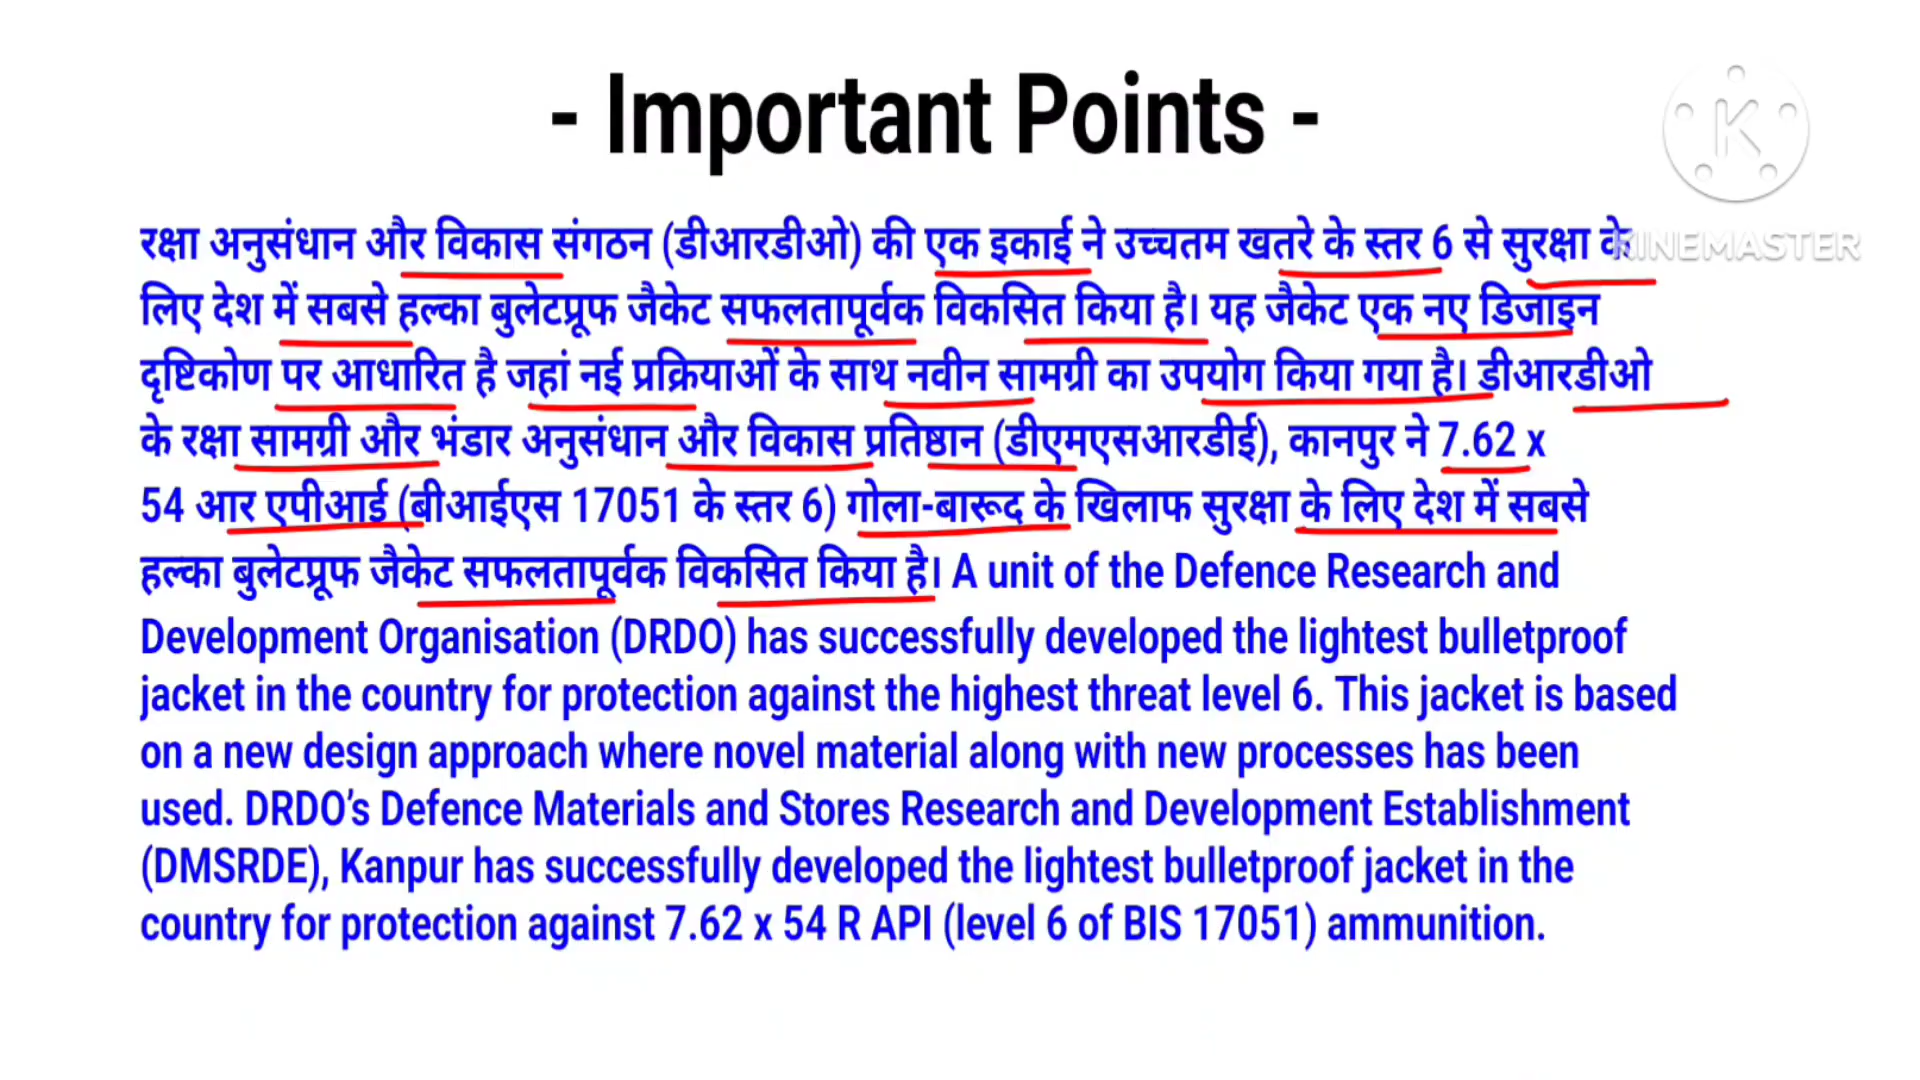 - Important Points -
K
KINEMASTER
रक्षा अनुसंधान और विकास संगठन (डीआरडीओ) की एक इकाई ने उच्चतम खतरे के स्तर 6 से सुरक्षा के
लिए देश में सबसे हल्का बुलेटप्रूफ जैकेट सफलतापूर्वक विकसित किया है। यह जैकेट एक नए डिजाइन
दृष्टिकोण पर आधारित है जहां नई प्रक्रियाओं के साथ नवीन सामग्री का उपयोग किया गया है। डीआरडीओ
के रक्षा सामग्री और भंडार अनुसंधान और विकास प्रतिष्ठान (डीएमएसआरडीई), कानपुर ने 7.62 x
54 आर एपीआई (बीआईएस 17051 के स्तर 6) गोला-बारूद के खिलाफ सुरक्षा के लिए देश में सबसे
हल्का बुलेटप्रूफ जैकेट सफलतापूर्वक विकसित किया है। A unit of the Defence Research and
Development Organisation (DRDO) has successfully developed the lightest bulletproof
jacket in the country for protection against the highest threat level 6. This jacket is based
on a new design approach where novel material along with new processes has been
used. DRDO’s Defence Materials and Stores Research and Development Establishment
(DMSRDE), Kanpur has successfully developed the lightest bulletproof jacket in the
country for protection against 7.62 x 54 R API (level 6 of BIS 17051) ammunition.